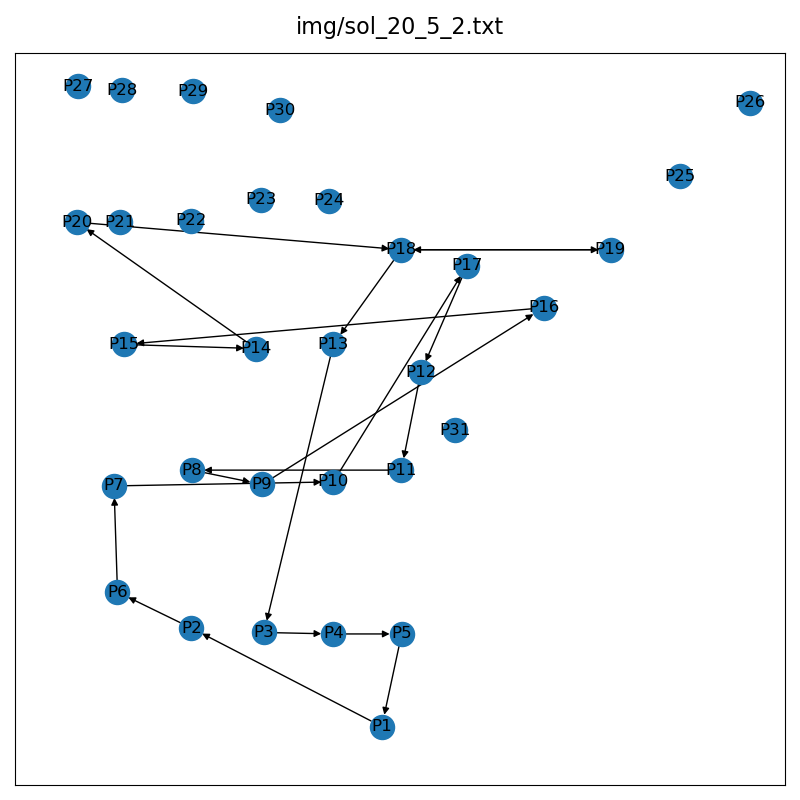 img/sol_20_5_2.txt
P27 P28 P29 P30 P26
P25
P23 P24
P20 P21 P22
P18 P19
P17
P16
P15 P14 P13
P12
P31
P8 P11
P7 P9 P10
P6
P2 P3 P4 P5
P1